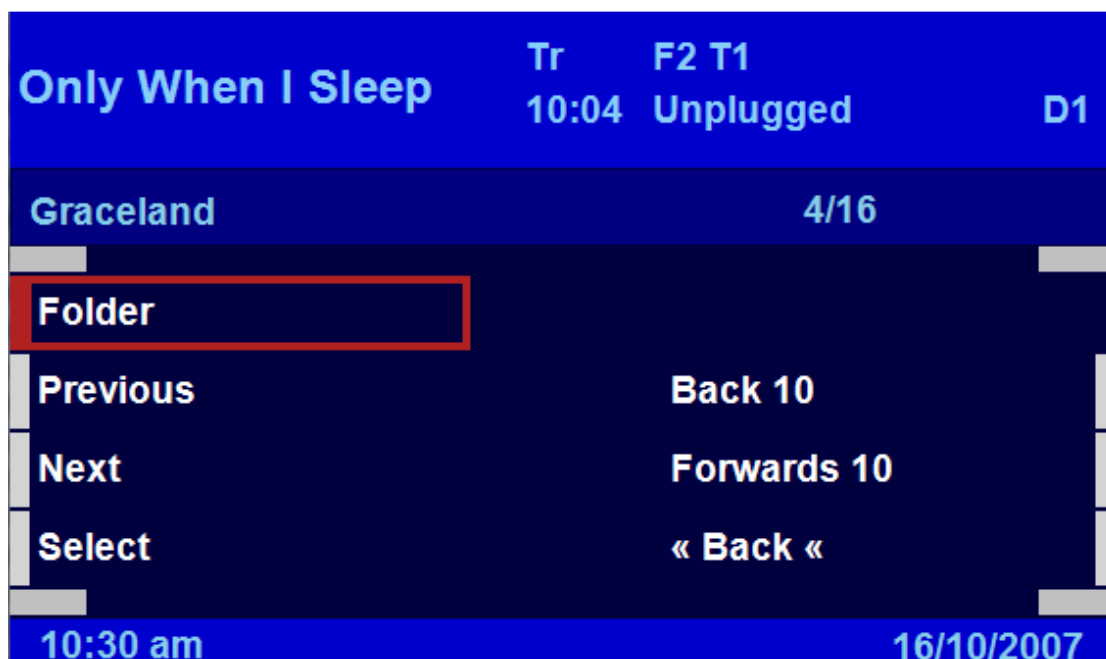 Only When I Sleep
Tr F2 T1
10:04 Unplugged D1
Graceland 4/16
Folder
Previous Back 10
Next Forwards 10
Select « Back «
10:30 am 16/10/2007